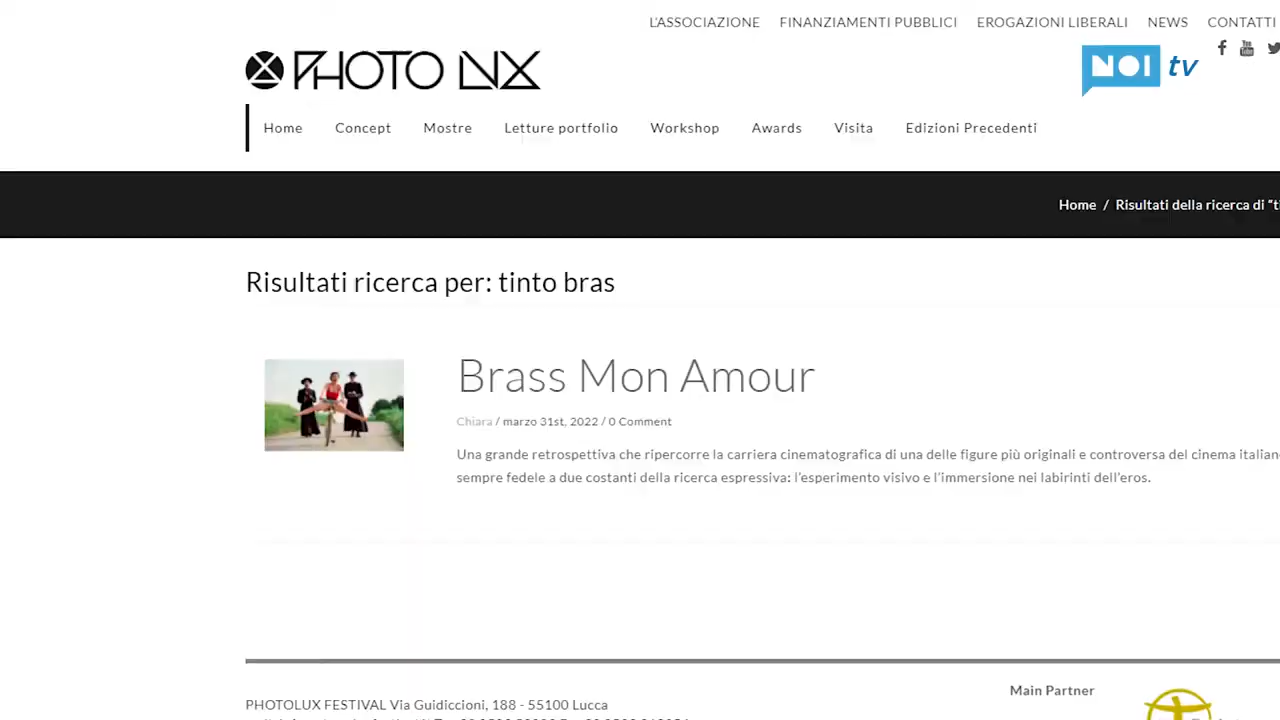 L'ASSOCIAZIONE FINANZIAMENTI PUBBLICI EROGAZIONI LIBERALI NEWS CONTATTI
PHOTO LUX
NOI tv
Home Concept Mostre Letture portfolio Workshop Awards Visita Edizioni Precedenti
Home / Risultati della ricerca di “ti
Risultati ricerca per: tinto bras
Brass Mon Amour
Chiara / marzo 31st, 2022 / 0 Comment
Una grande retrospettiva che ripercorre la carriera cinematografica di una delle figure più originali e controversa del cinema italian
sempre fedele a due costanti della ricerca espressiva: l’esperimento visivo e l’immersione nei labirinti dell’eros.
Main Partner
PHOTOLUX FESTIVAL Via Guidiccioni, 188 - 55100 Lucca